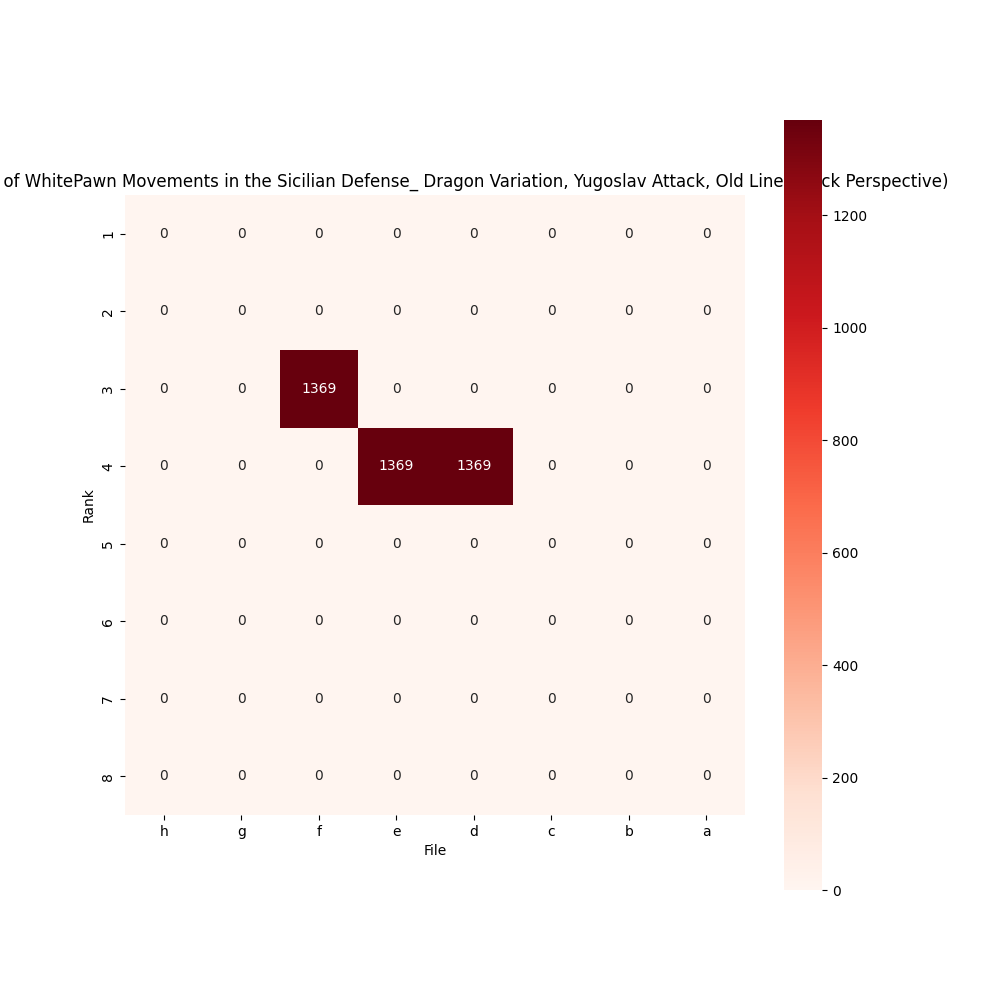 of WhitePawn Movements in the Sicilian Defense_ Dragon Variation, Yugoslav Attack, Old Line Perspective)
1 0 0 0 0 0 0 0 0
2 0 0 0 0 0 0 0 0
3 0 0 1369 0 0 0 0 0
4 0 0 0 1369 1369 0 0 0
5 0 0 0 0 0 0 0 0
6 0 0 0 0 0 0 0 0
7 0 0 0 0 0 0 0 0
8 0 0 0 0 0 0 0 0
h g f e d c b a
File
Rank
1200
1000
800
600
400
200
0